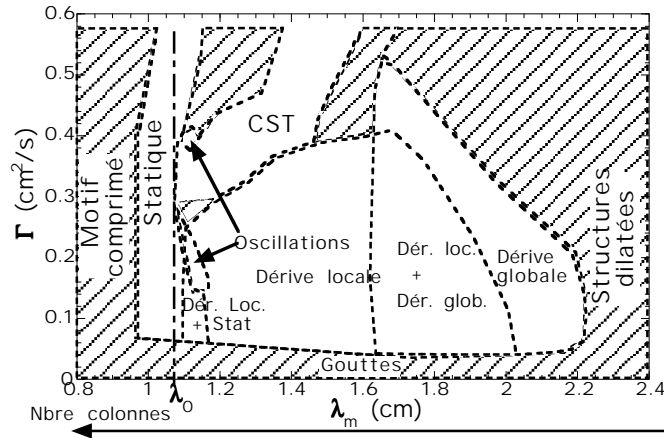 0.6
0.5
0.4
0.3
0.2
0.1
0
Γ (cm²/s)
Motif
comprimé
Statique
CST
Oscillations
Dérive locale
Dér. loc.
+
Dér. glob.
Dérive
globale
Structures
dilatées
Dér. Loc.
+ Stat
Gouttes
0.8 1 1.2 1.4 1.6 1.8 2 2.2 2.4
λ0
λm (cm)
Nbre colonnes